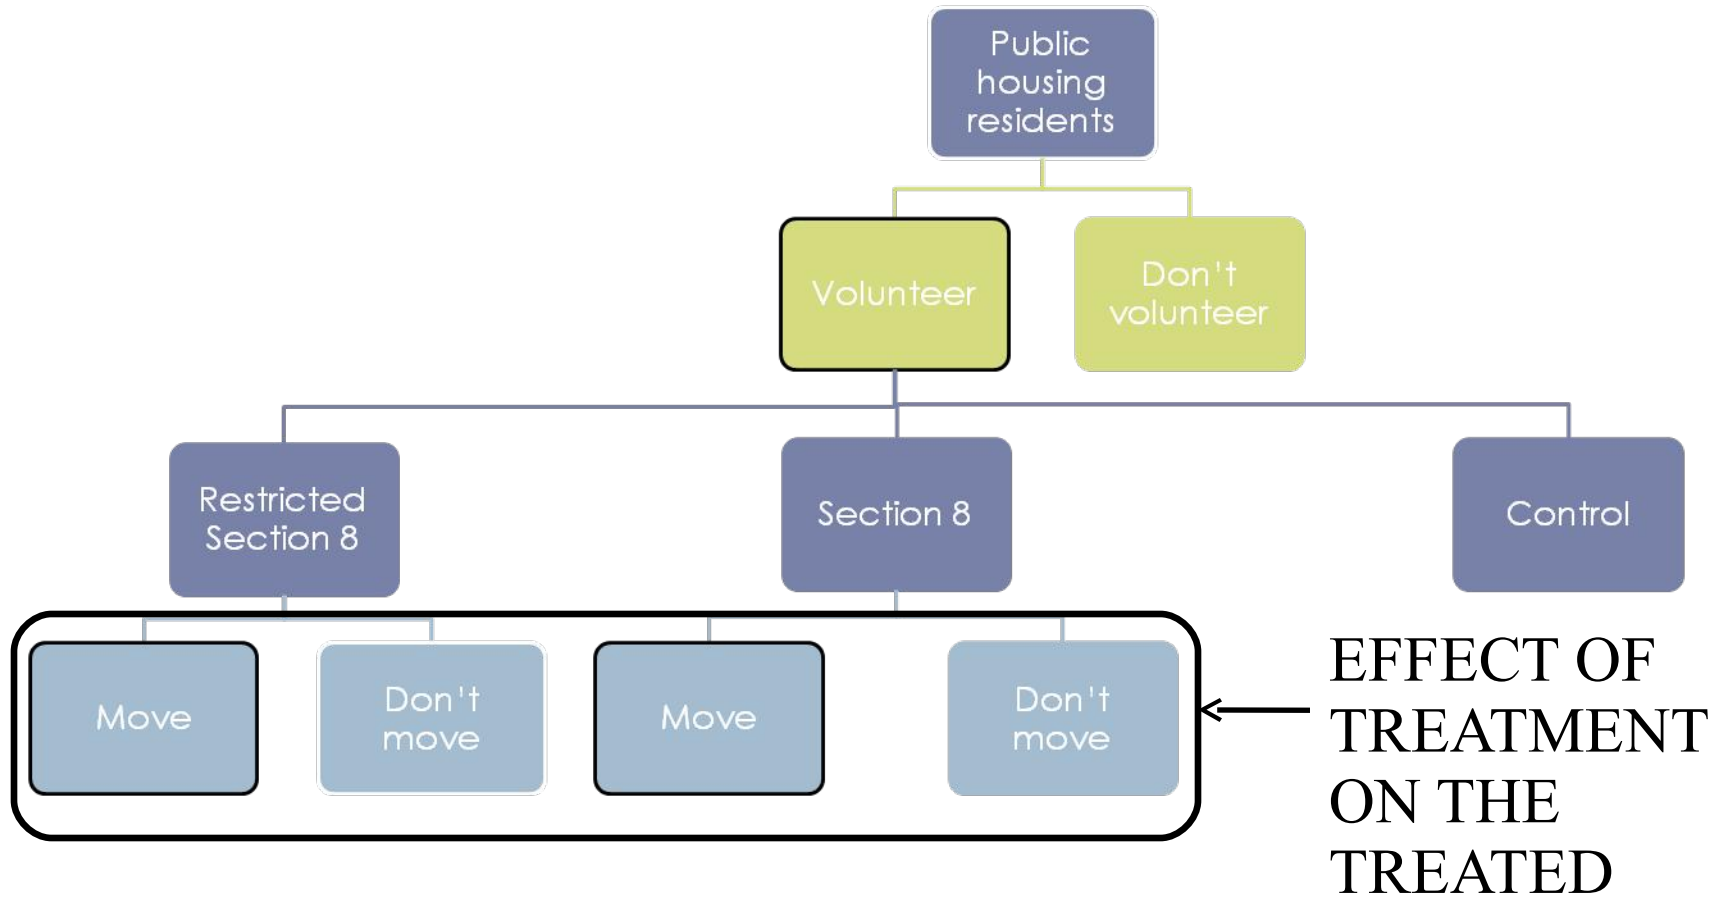 Public
housing
residents
Volunteer
Don't
volunteer
Restricted
Section 8
Section 8
Control
Move
Don't
move
Move
Don't
move
EFFECT OF
TREATMENT
ON THE
TREATED